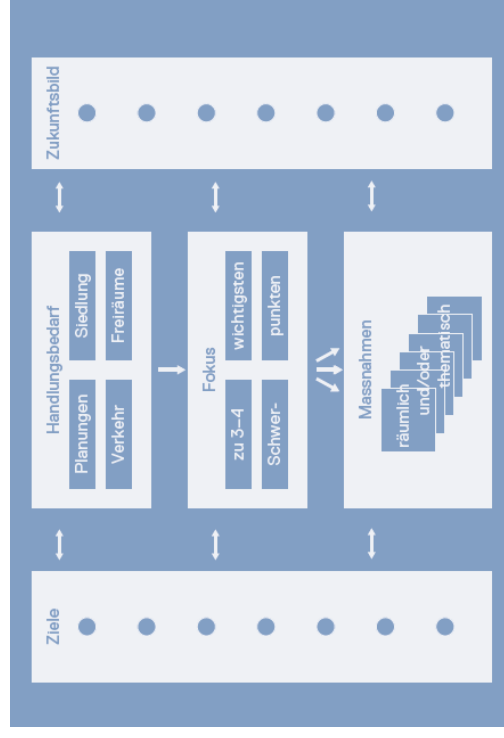 Ziele
Handlungsbedarf
Planungen
Siedlung
Verkehr
Freiräume
Fokus
zu 3–4
wichtigsten
Schwer-
punkten
Massnahmen
räumlich
und/oder
thematisch
Zukunftsbild